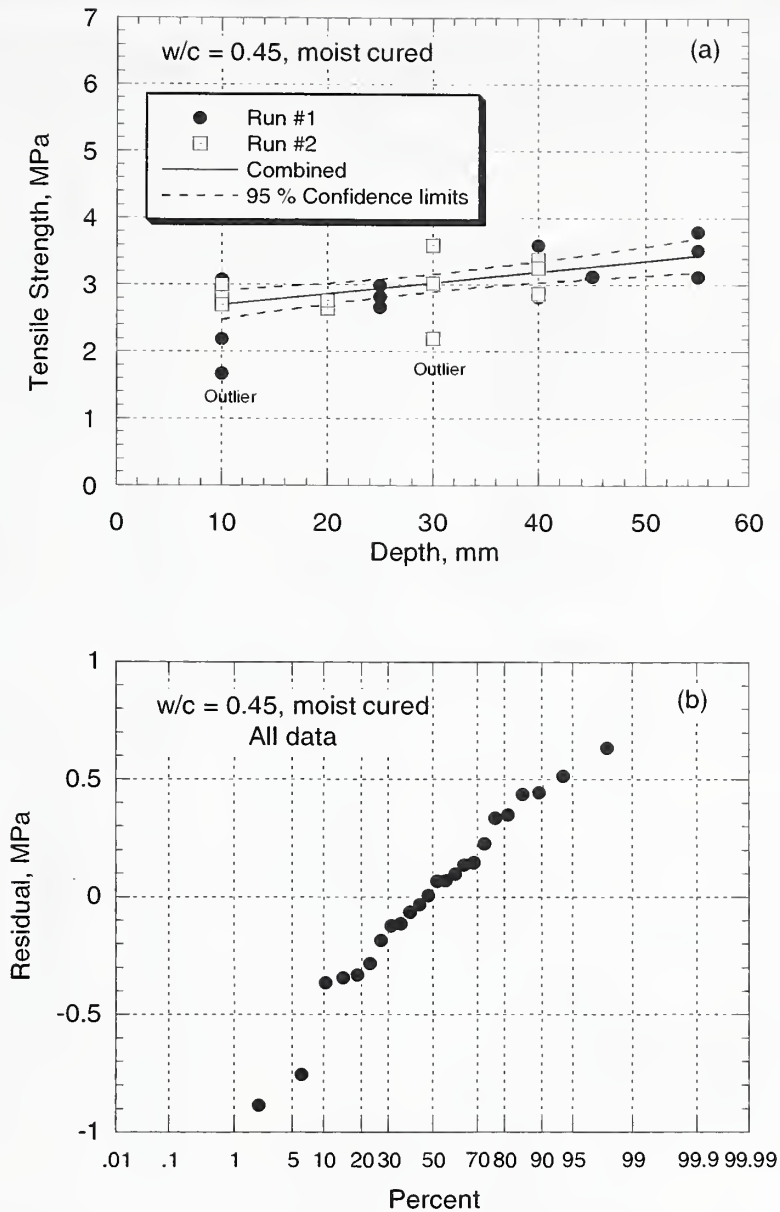 7
6
5
4
3
2
1
0
Tensile Strength, MPa
w/c = 0.45, moist cured
(a)
Run #1
Run #2
Combined
95 % Confidence limits
Outlier
Outlier
0 10 20 30 40 50 60
Depth, mm
1
0.5
0
-0.5
-1
Residual, MPa
w/c = 0.45, moist cured
All data
(b)
.01 .1 1 5 10 20 30 50 70 80 90 95 99 99.9 99.99
Percent